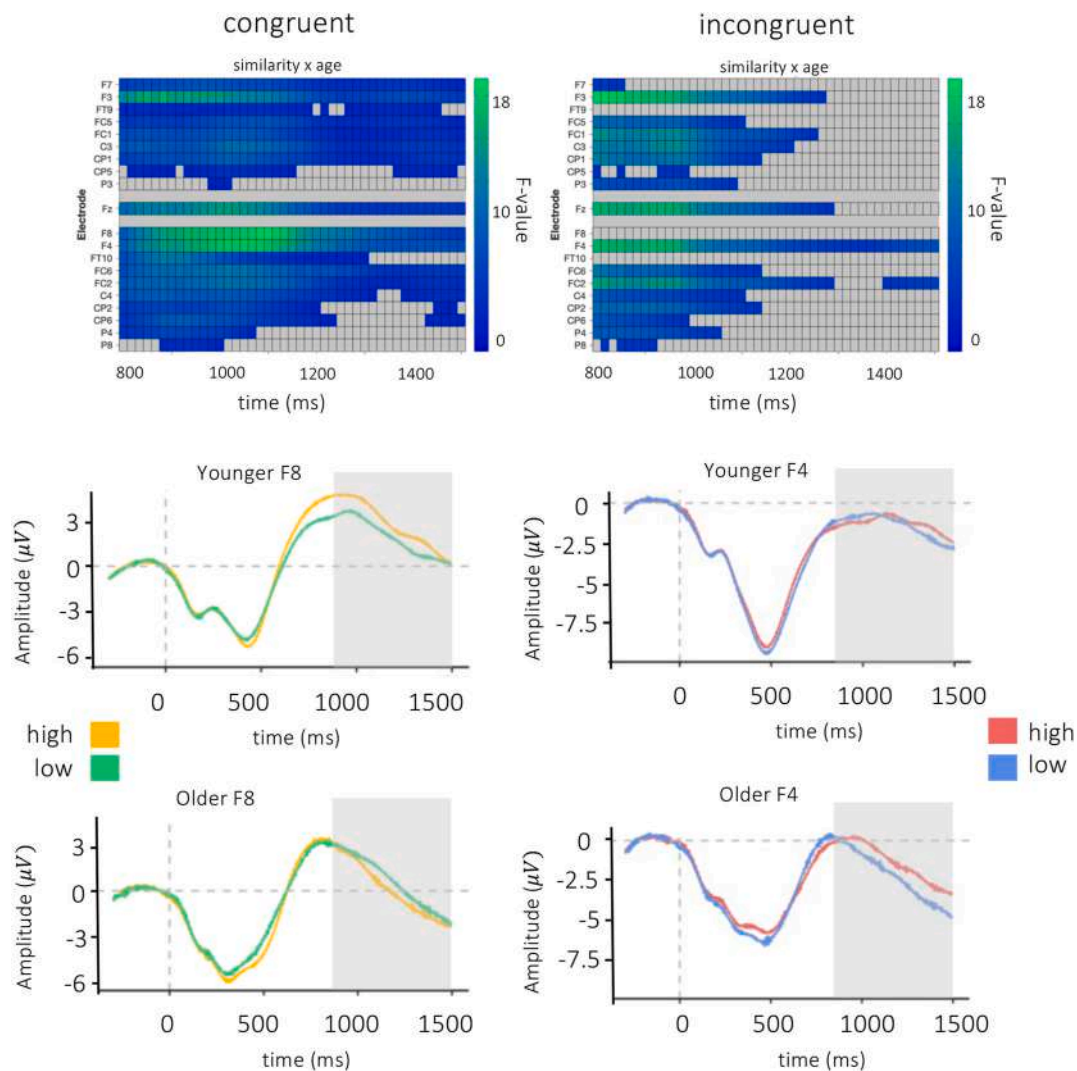 congruent
incongruent
similarity x age
similarity x age
F7
F3
FT9
FC5
FC1
C3
CP1
CP5
P3
Fz
F8
F4
FT10
FC6
FC2
C4
CP2
CP6
P4
P8
Electrode
18
10
0
F-value
800 1000 1200 1400
time (ms)
F7
F3
FT9
FC5
FC1
C3
CP1
CP5
P3
Fz
F8
F4
FT10
FC6
FC2
C4
CP2
CP6
P4
P8
Electrode
18
10
0
F-value
800 1000 1200 1400
time (ms)
Younger F8
Amplitude (µV)
3
0
-3
-6
0 500 1000 1500
time (ms)
Younger F4
Amplitude (µV)
0
-2.5
-5
-7.5
0 500 1000 1500
time (ms)
high
low
high
low
Older F8
Amplitude (µV)
3
0
-3
-6
0 500 1000 1500
time (ms)
Older F4
Amplitude (µV)
0
-2.5
-5
-7.5
0 500 1000 1500
time (ms)